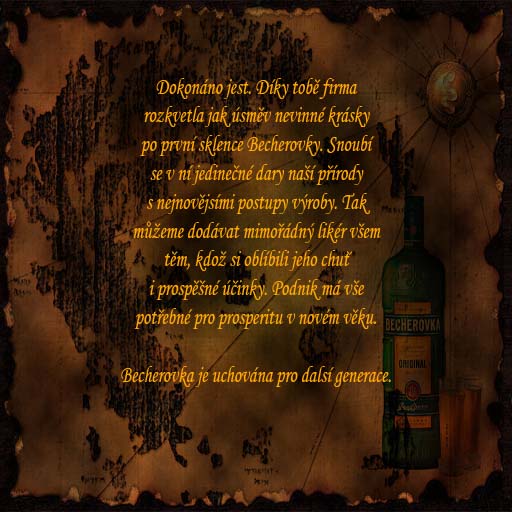 Dokonáno jest. Díky tobě firma
rozkvetla jak úsměv nevinné krásky
po první sklence Becherovky. Snoubí
se v ní jedinečné dary naší přírody
s nejnovějsími postupy výroby. Tak
můžeme dodávat mimořádný likér všem
těm, kdož si oblíbili jeho chuť
i prospěšné účinky. Podnik má vše
potřebné pro prosperitu v novém věku.
Becherovka je uchována pro dalsí generace.
BECHEROVKA
ORIGINAL